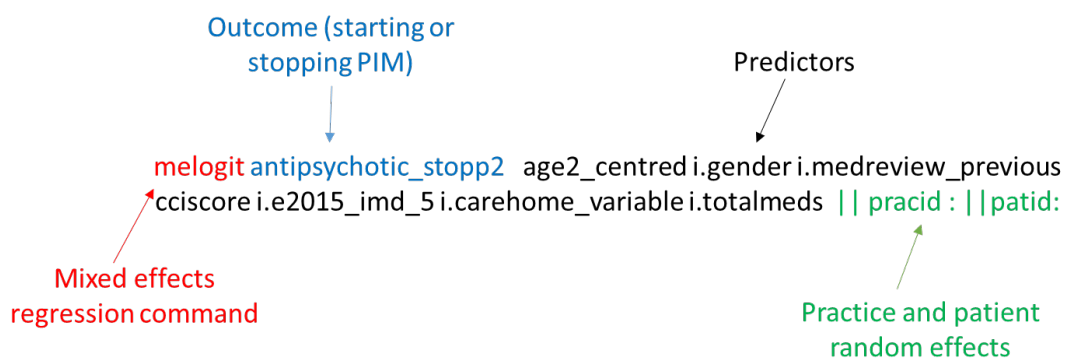 Outcome (starting or
stopping PIM)
Predictors
melogit antipsychotic_stopp2 age2_centred i.gender i.medreview_previous
cciscore i.e2015_imd_5 i.carehome_variable i.totalmeds || pracid : ||patid:
Mixed effects
regression command
Practice and patient
random effects